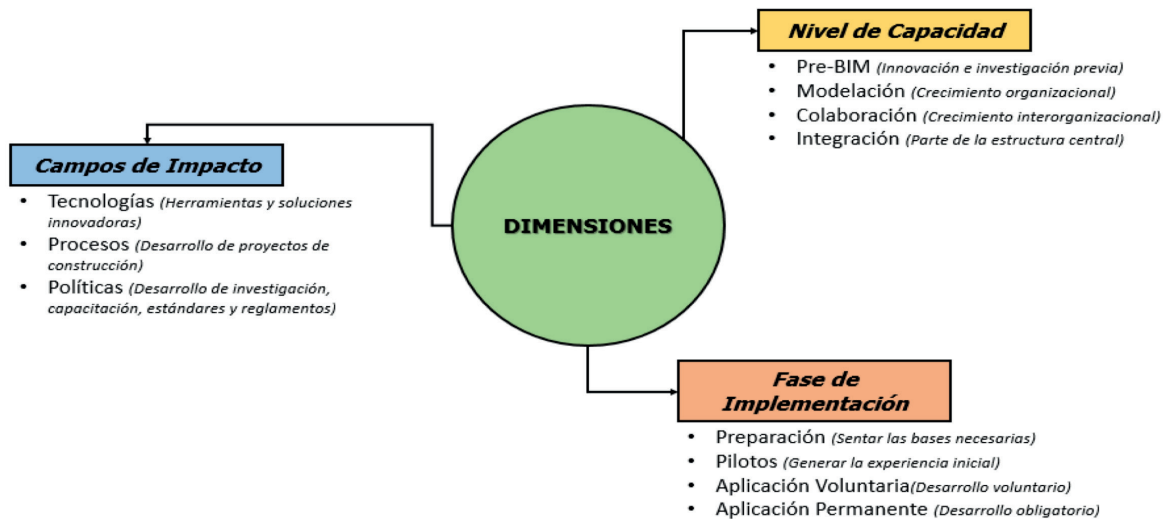 Nivel de Capacidad
• Pre-BIM (Innovación e investigación previa)
• Modelación (Crecimiento organizacional)
• Colaboración (Crecimiento interorganizacional)
• Integración (Parte de la estructura central)
Campos de Impacto
• Tecnologías (Herramientas y soluciones
innovadoras)
• Procesos (Desarrollo de proyectos de
construcción)
• Políticas (Desarrollo de investigación,
capacitación, estándares y reglamentos)
DIMENSIONES
Fase de
Implementación
• Preparación (Sentar las bases necesarias)
• Pilotos (Generar la experiencia inicial)
• Aplicación Voluntaria(Desarrollo voluntario)
• Aplicación Permanente (Desarrollo obligatorio)